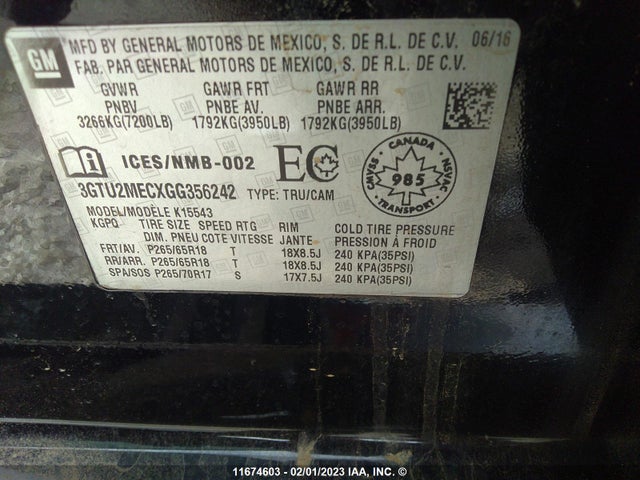 GM
MFD BY GENERAL MOTORS DE MEXICO, S. DE R.L. DE C.V. 06/16
FAB. PAR GENERAL MOTORS DE MEXICO, S. DE R.L. DE C.V.
GVWR GAWR FRT GAWR RR
PNBV PNBE AV. PNBE ARR.
3266KG(7200LB) 1792KG(3950LB) 1792KG(3950LB)
ICES/NMB-002 EC
3GTU2MECXGG356242 TYPE: TRU/CAM
CANADA
CMVSS NSVAC
985
TRANSPORT
MODEL/MODÈLE K15543
KGPO TIRE SIZE SPEED RTG RIM COLD TIRE PRESSURE
DIM. PNEU COTE VITESSE JANTE PRESSION À FROID
FRT/AV. P265/65R18 T 18X8.5J 240 KPA(35PSI)
RR/ARR. P265/65R18 T 18X8.5J 240 KPA(35PSI)
SPA/SOS P265/70R17 S 17X7.5J 240 KPA(35PSI)
11674603 - 02/01/2023 IAA, INC. ©